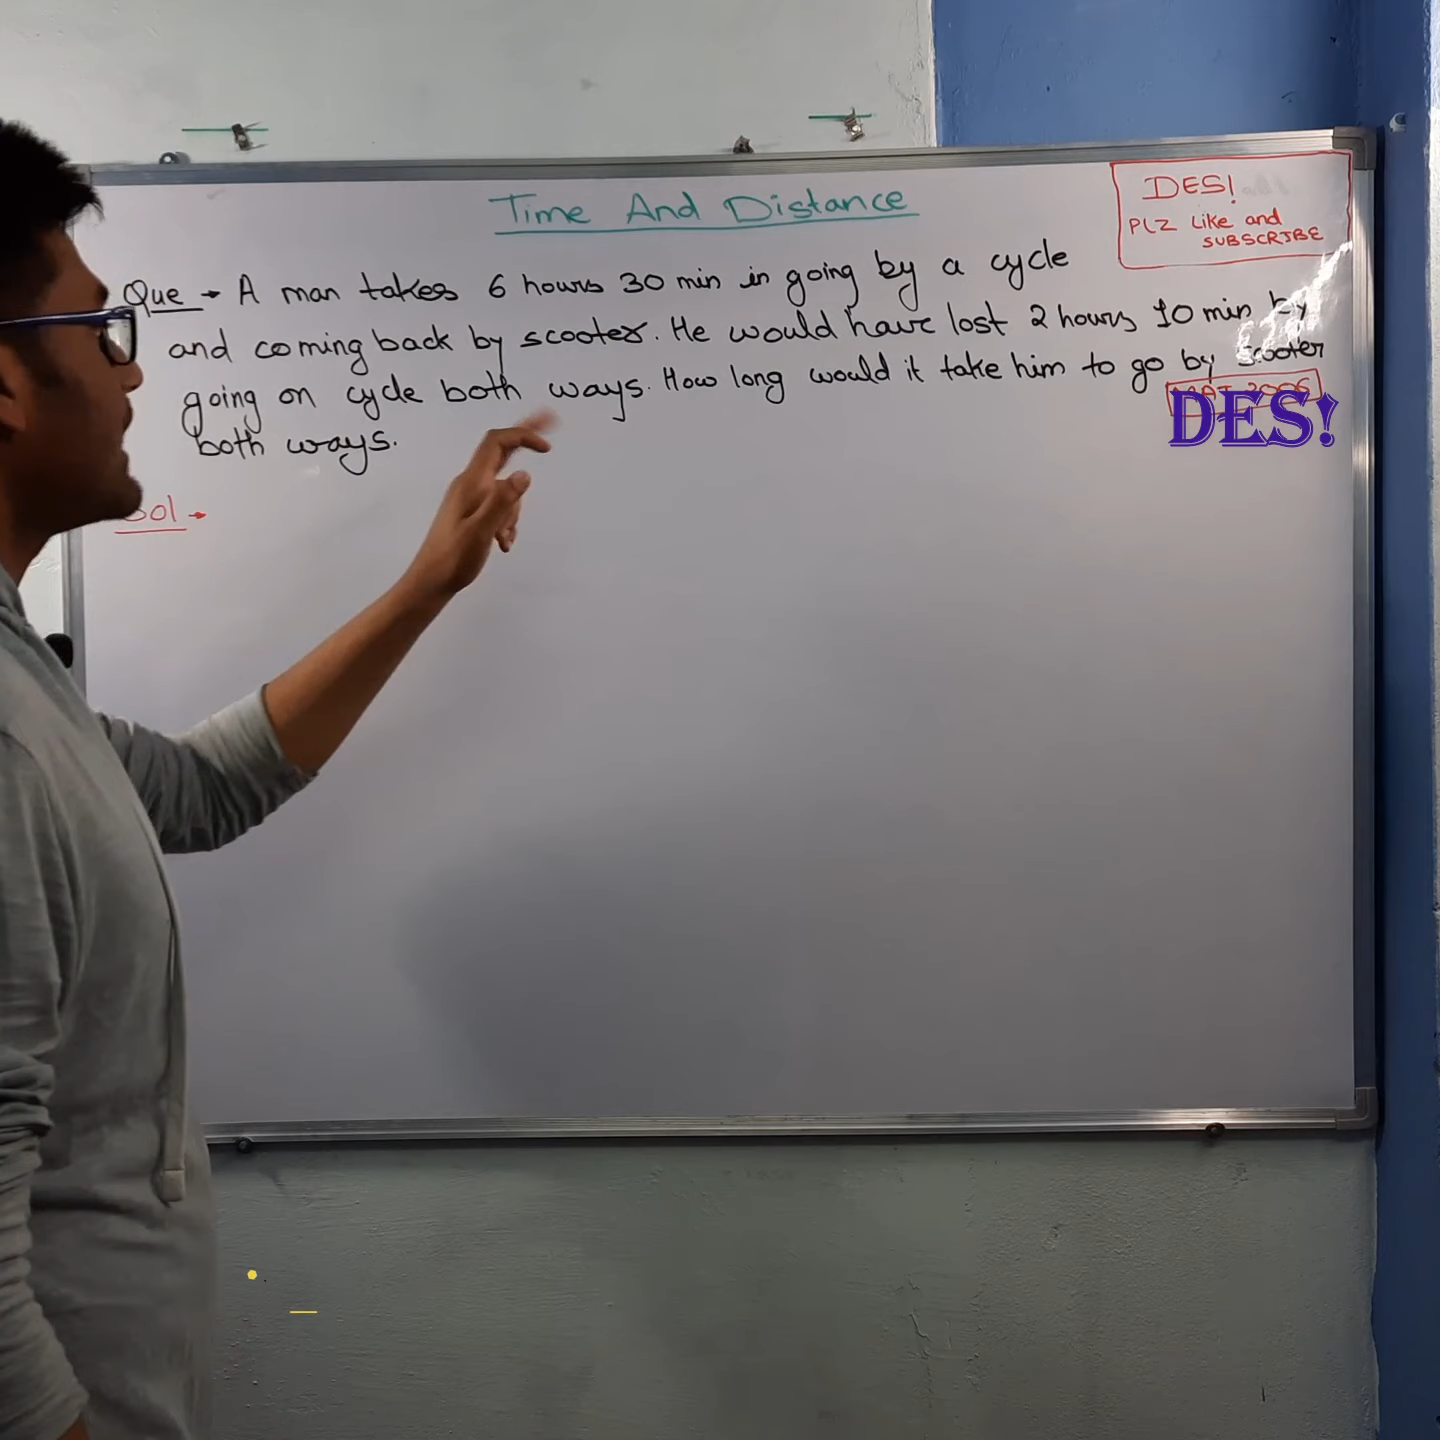 Time And Distance
DES!
PLZ Like and
SUBSCRIBE
Que → A man takes 6 hours 30 min in going by a cycle
and coming back by scooter. He would have lost 2 hours 10 min by
going on cycle both ways. How long would it take him to go by scooter
both ways.
MAT 2006
DES!
Sol →